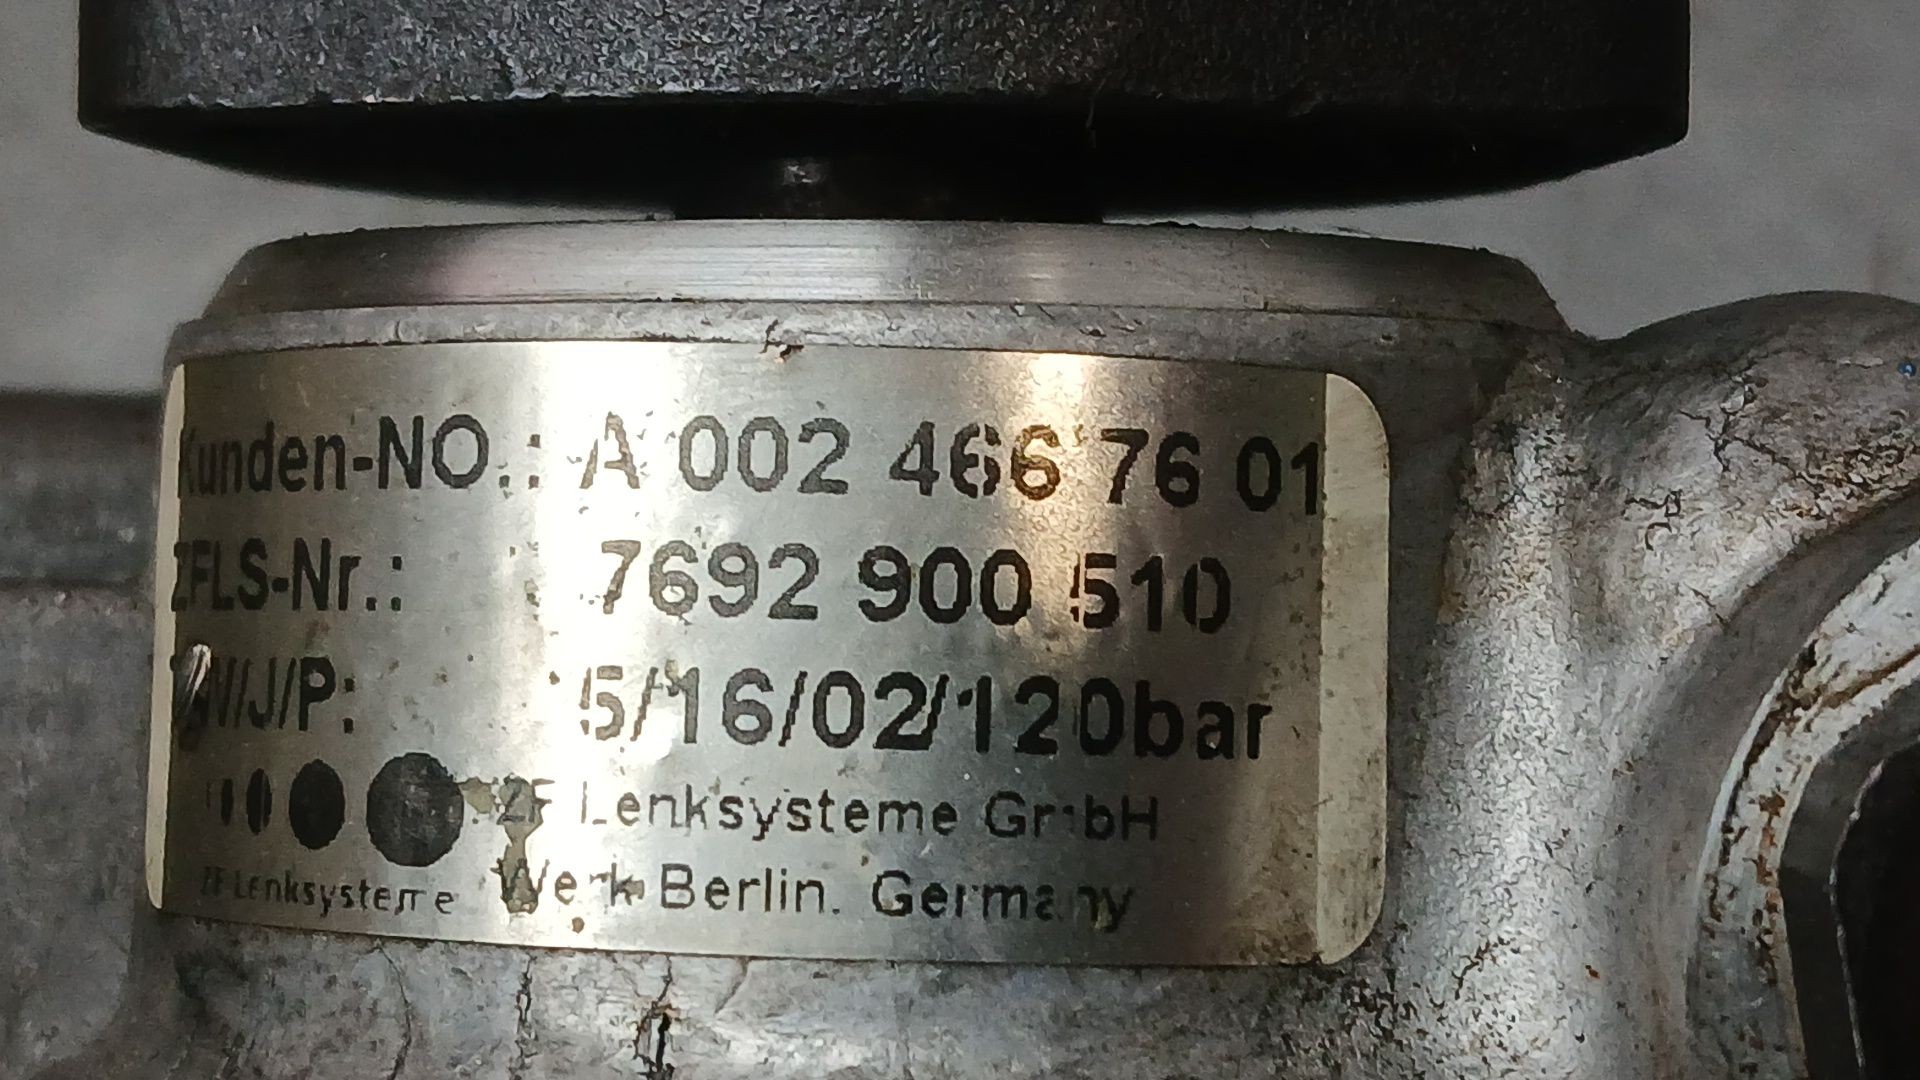 Kunden-NO.: A 002 466 76 01
ZFLS-Nr.: 7692 900 510
/J/P: 5/16/02/120bar
ZF Lenksysteme GmbH
ZF Lenksysteme Werk Berlin. Germany